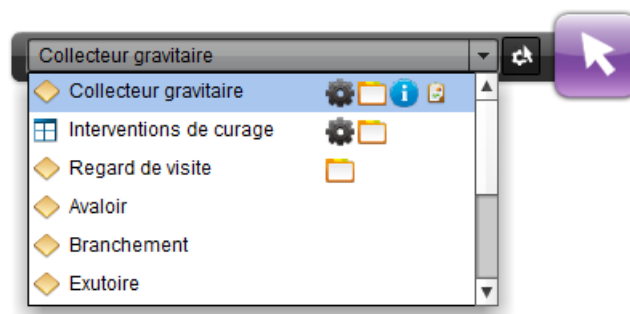 Collecteur gravitaire
Collecteur gravitaire
Interventions de curage
Regard de visite
Avaloir
Branchement
Exutoire